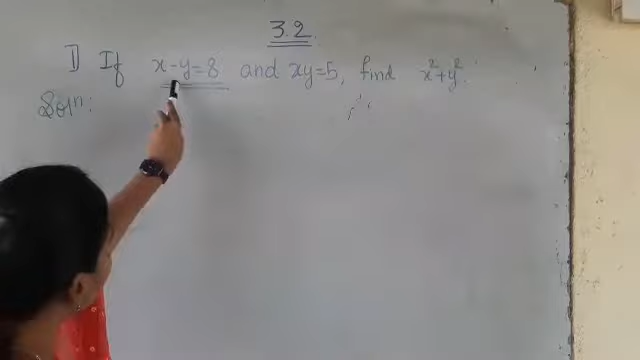 3.2
1] If x-y=8 and xy=5, find x²+y².
Solⁿ: